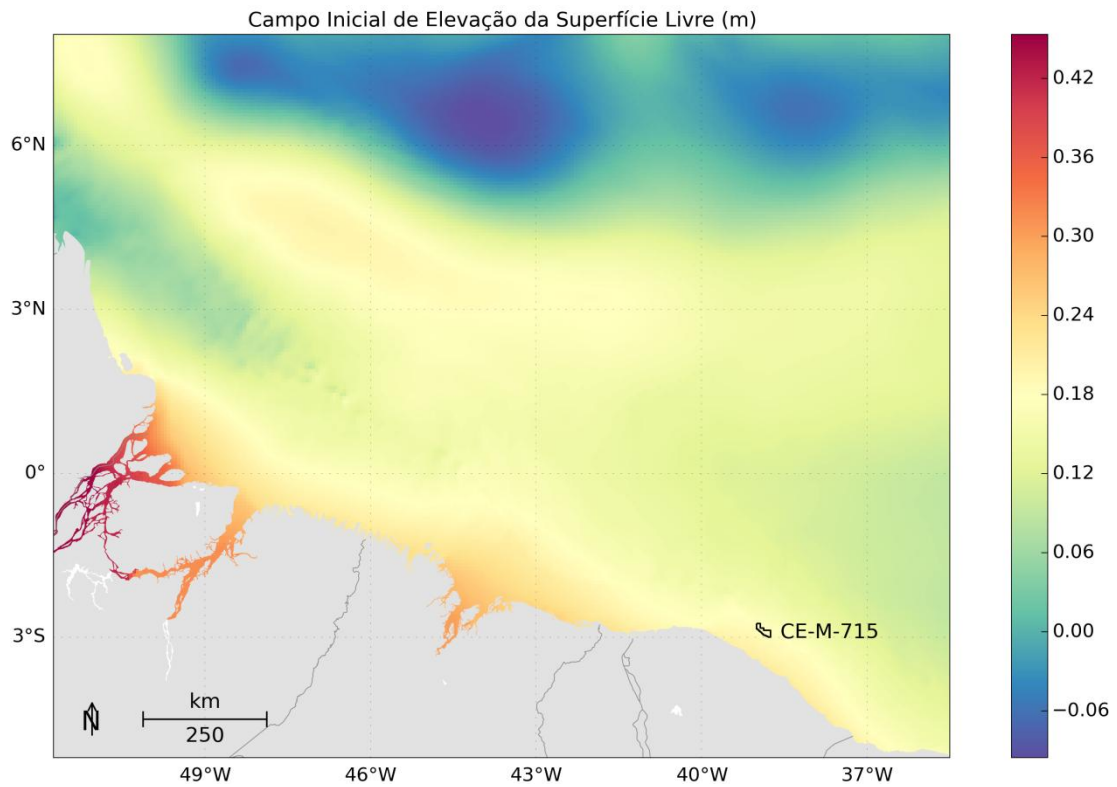 Campo Inicial de Elevação da Superfície Livre (m)
6°N
3°N
0°
3°S
49°W
46°W
43°W
40°W
37°W
CE-M-715
N
km
250
0.42
0.36
0.30
0.24
0.18
0.12
0.06
0.00
−0.06